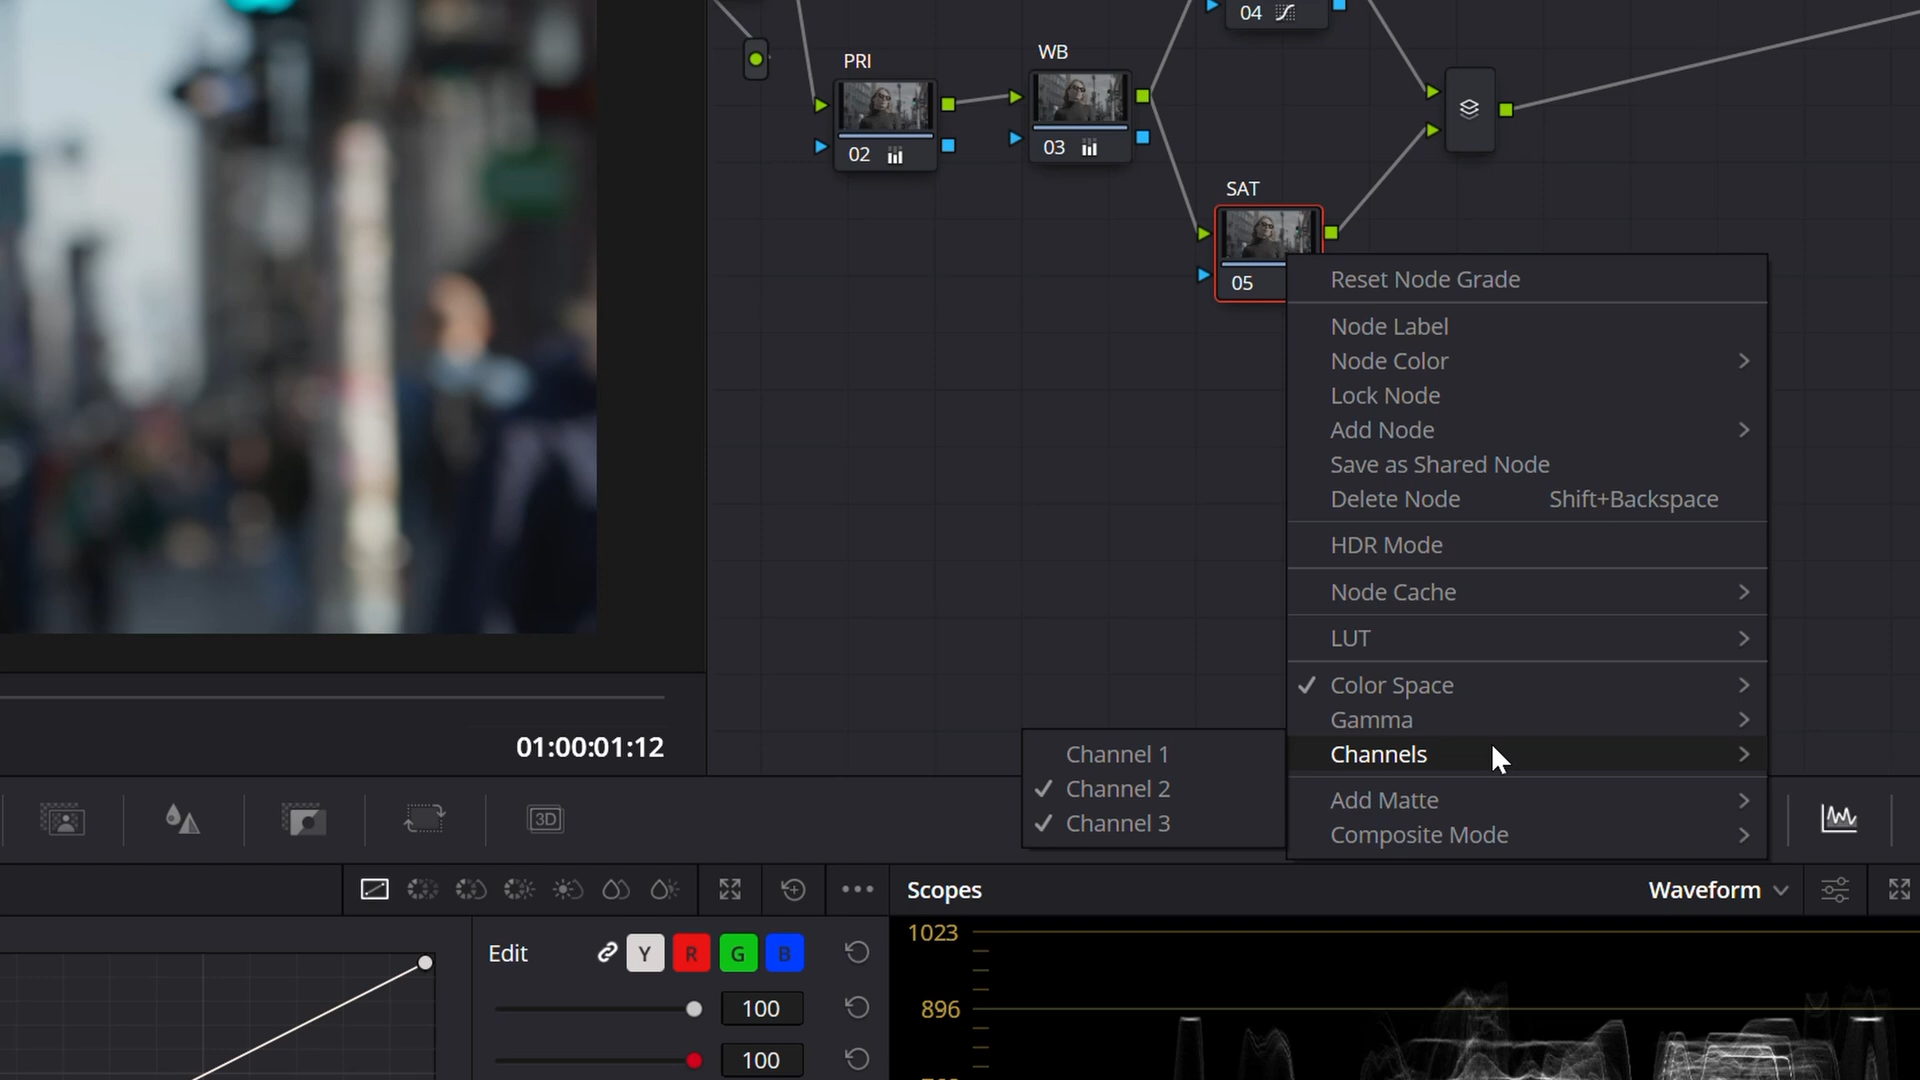 04
PRI
WB
02
03
SAT
05
Reset Node Grade
Node Label
Node Color
Lock Node
Add Node
Save as Shared Node
Delete Node Shift+Backspace
HDR Mode
Node Cache
LUT
Color Space
Gamma
Channels
Add Matte
Composite Mode
Channel 1
Channel 2
Channel 3
01:00:01:12
3D
Scopes
Waveform
Edit
Y R G B
100
100
1023
896